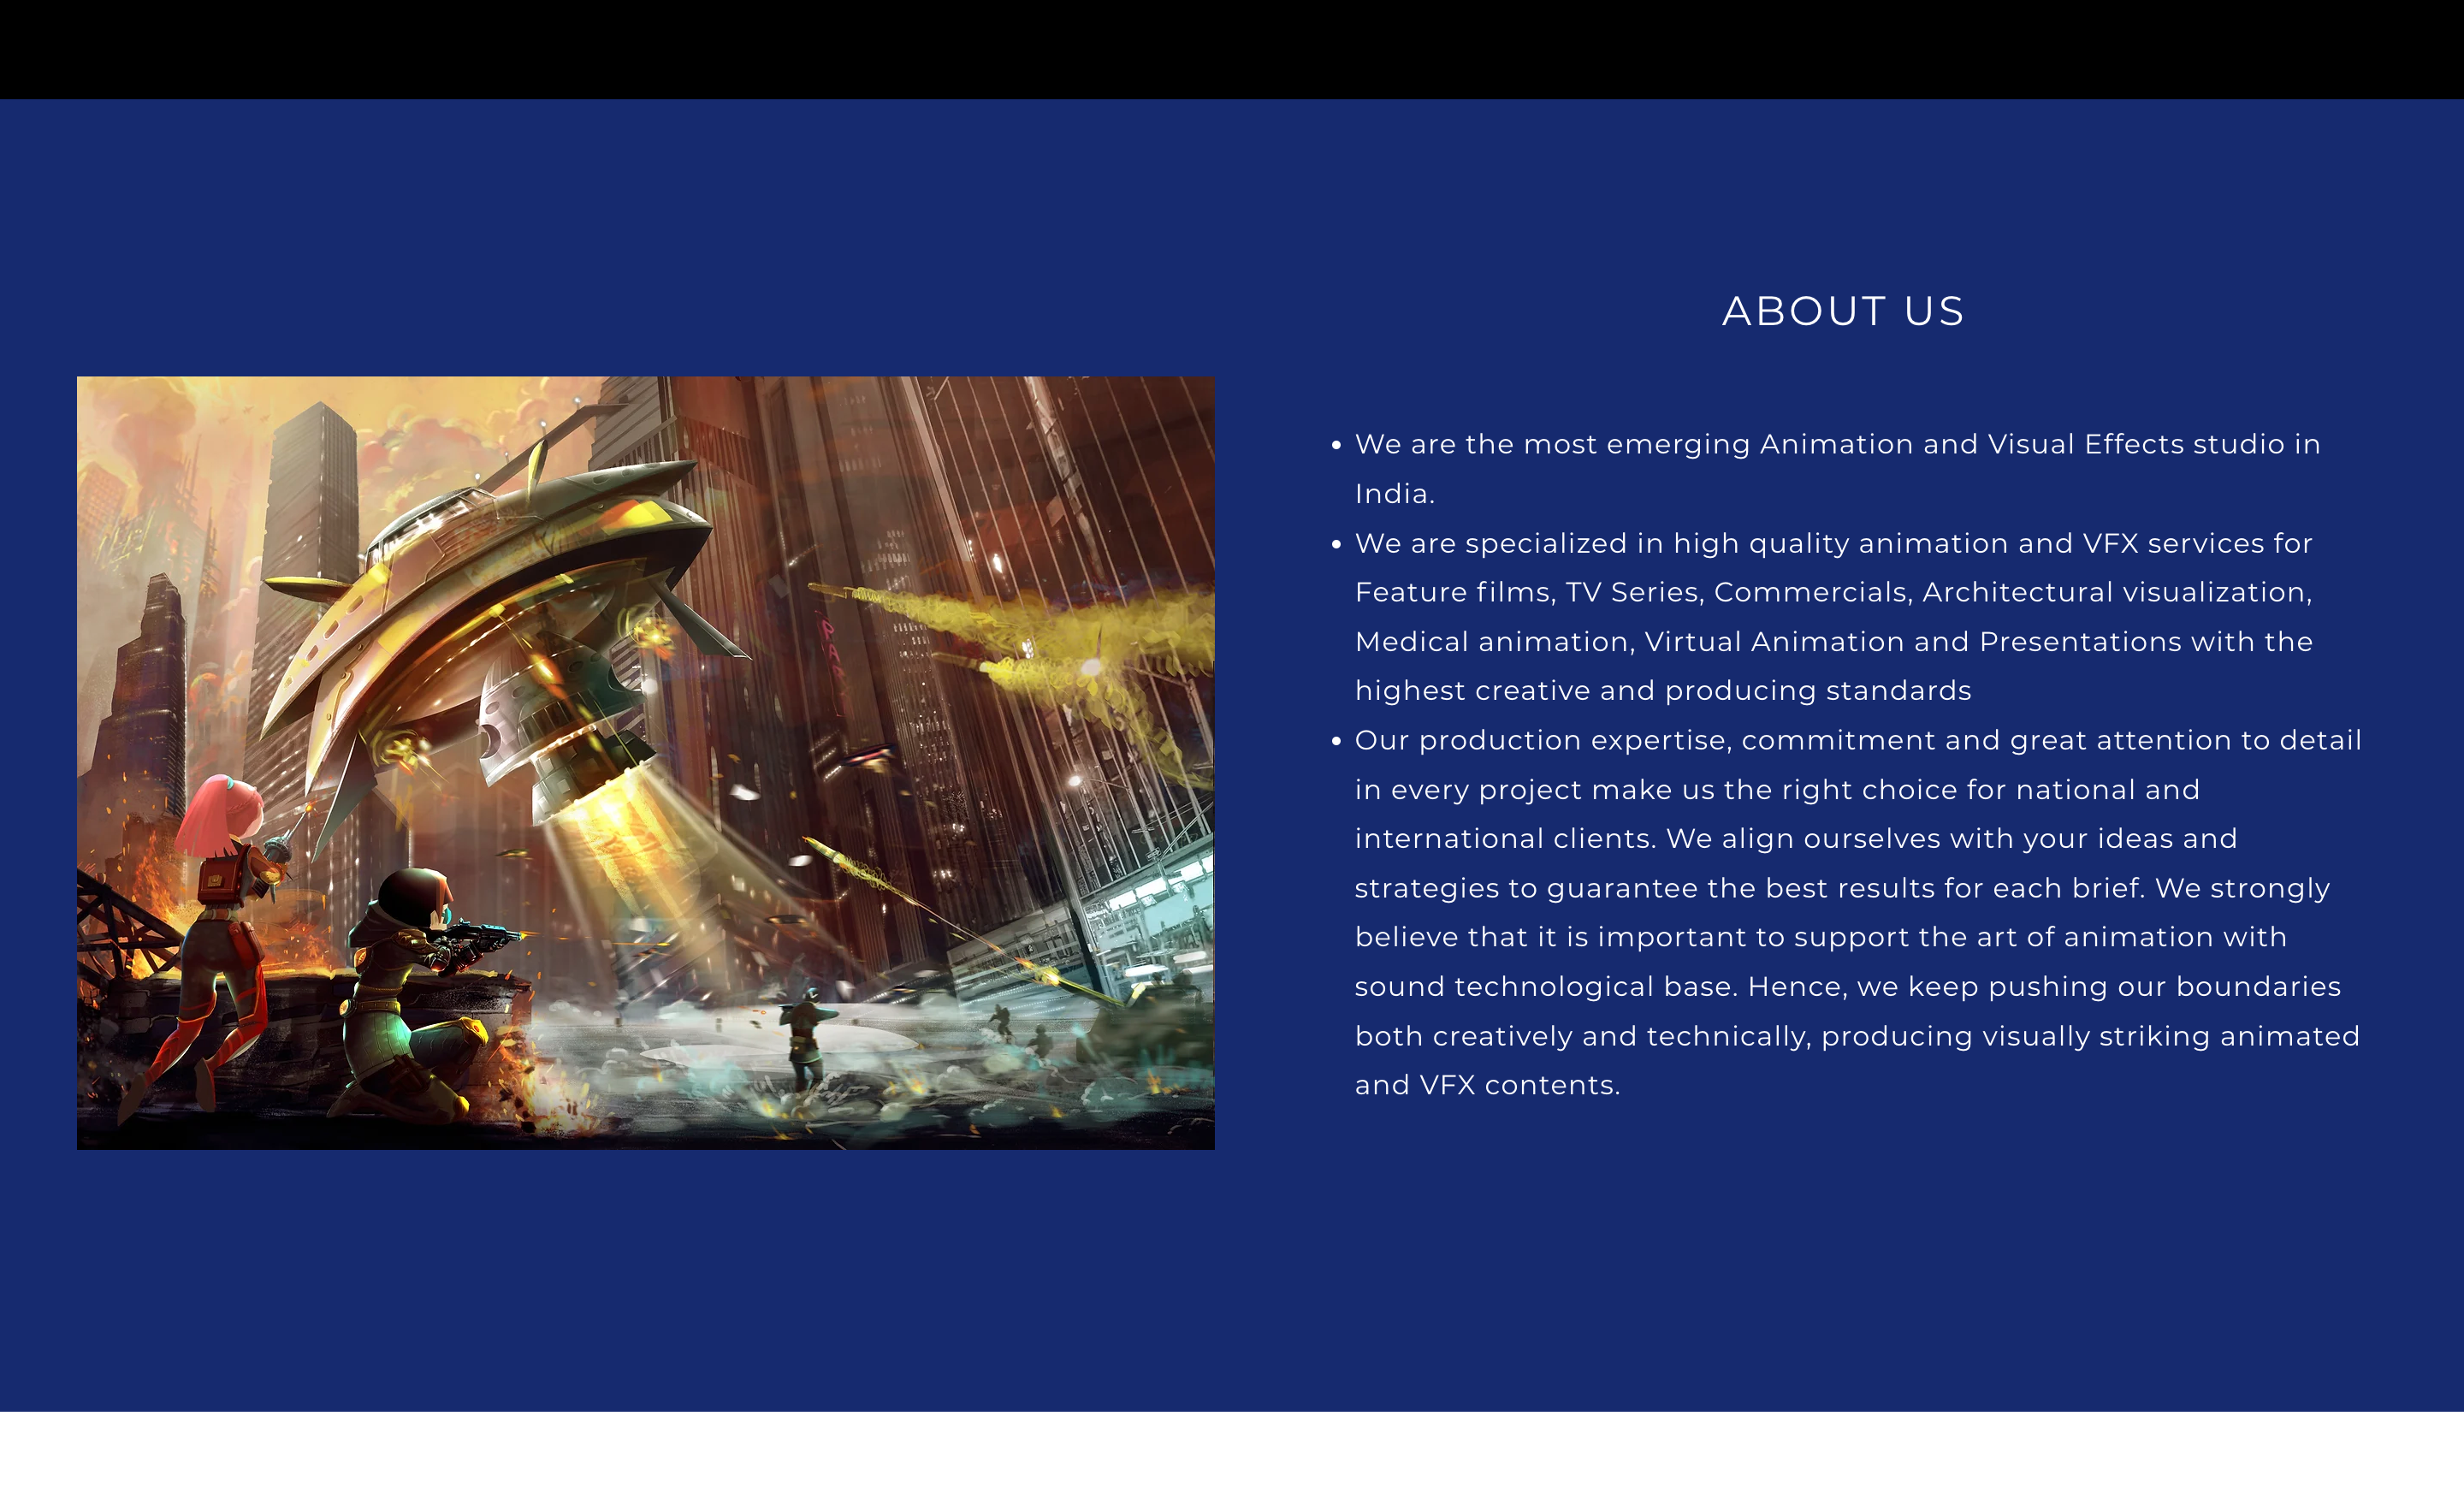 ABOUT US
• We are the most emerging Animation and Visual Effects studio in
India.
• We are specialized in high quality animation and VFX services for
Feature films, TV Series, Commercials, Architectural visualization,
Medical animation, Virtual Animation and Presentations with the
highest creative and producing standards
• Our production expertise, commitment and great attention to detail
in every project make us the right choice for national and
international clients. We align ourselves with your ideas and
strategies to guarantee the best results for each brief. We strongly
believe that it is important to support the art of animation with
sound technological base. Hence, we keep pushing our boundaries
both creatively and technically, producing visually striking animated
and VFX contents.